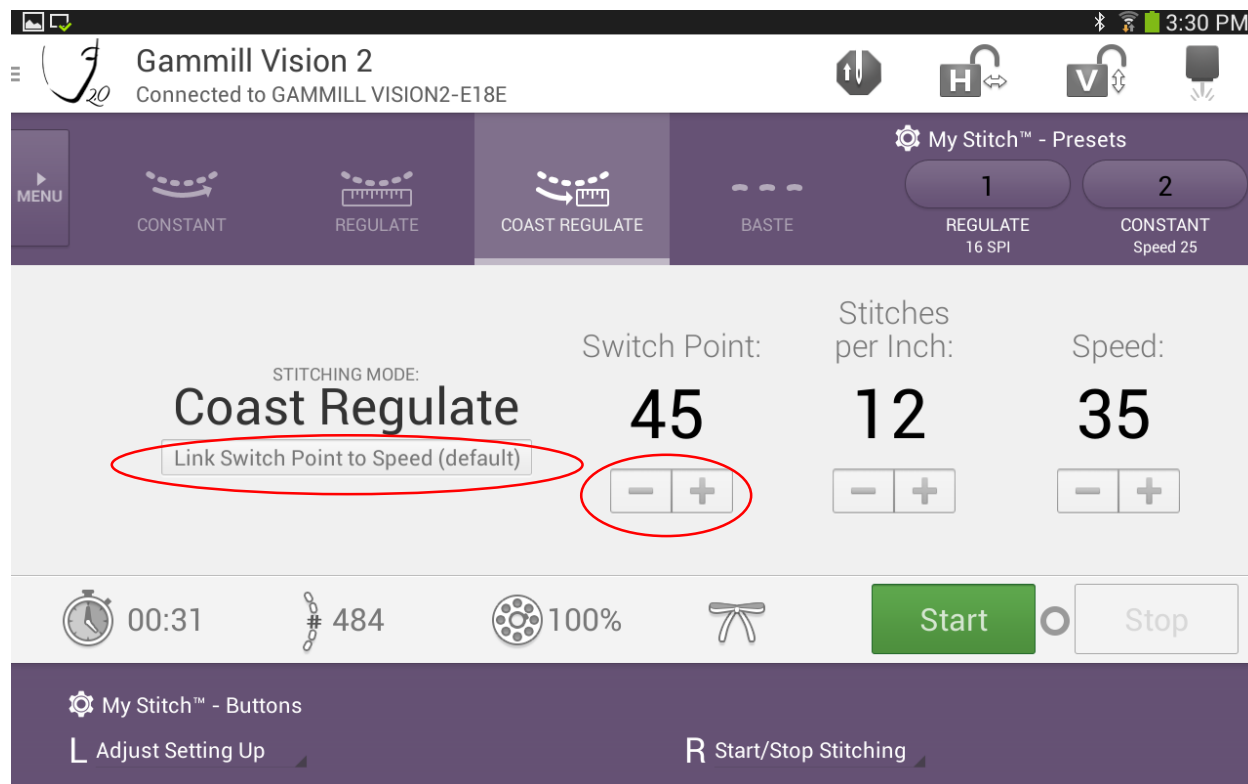 3:30 PM
2.0
Gammill Vision 2
Connected to GAMMILL VISION2-E18E
H
V
MENU
CONSTANT
REGULATE
COAST REGULATE
BASTE
My Stitch™ - Presets
1
2
REGULATE
CONSTANT
16 SPI
Speed 25
STITCHING MODE:
Coast Regulate
Link Switch Point to Speed (default)
Switch Point:
45
− +
Stitches
per Inch:
12
− +
Speed:
35
− +
00:31
# 484
100%
Start
Stop
My Stitch™ - Buttons
L Adjust Setting Up
R Start/Stop Stitching